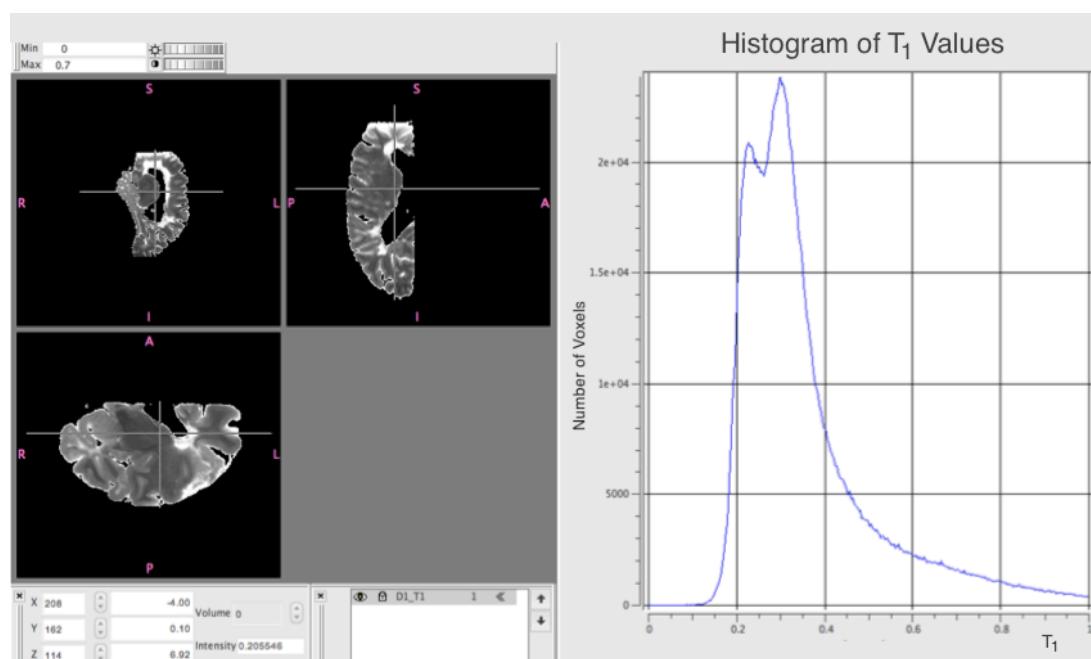 Min 0
Max 0.7
S
R L
I
S
P A
I
A
R L
P
X 208 -4.00
Y 162 0.10
Z 114 6.92
Volume 0
Intensity 0.205546
D1_T1 1
Histogram of T1 Values
Number of Voxels
2e+04
1.5e+04
1e+04
5000
0
0 0.2 0.4 0.6 0.8 1
T1